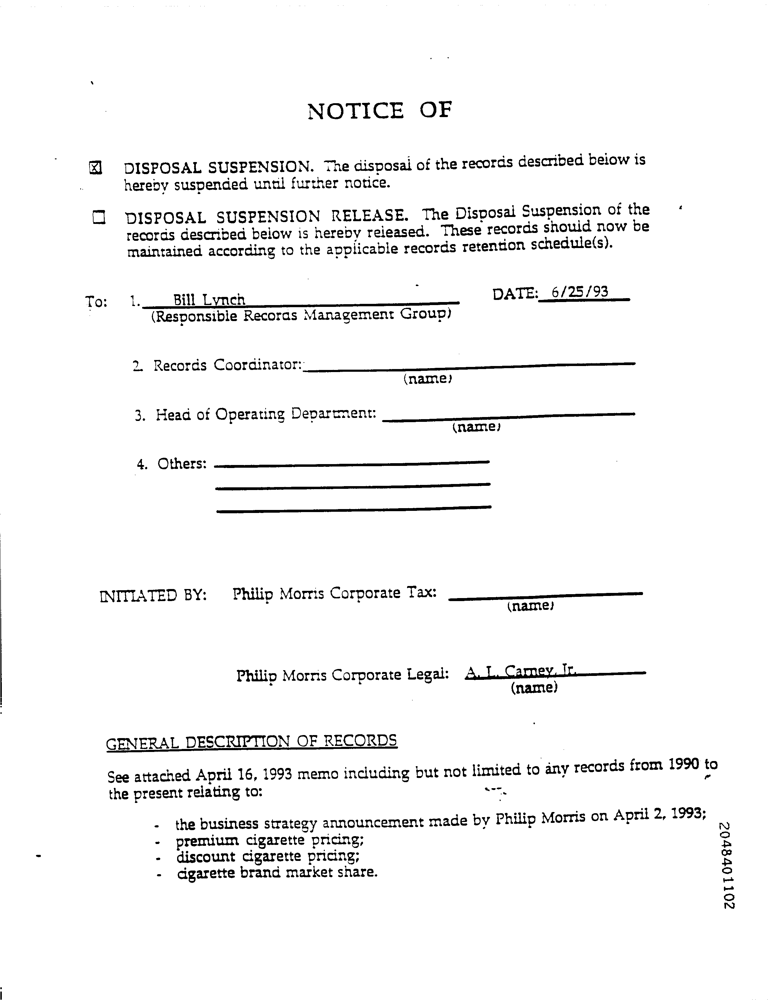 NOTICE OF
☒ DISPOSAL SUSPENSION. The disposal of the records described below is
hereby suspended until further notice.
☐ DISPOSAL SUSPENSION RELEASE. The Disposal Suspension of the
records described below is hereby released. These records should now be
maintained according to the applicable records retention schedule(s).
To: 1. Bill Lynch DATE: 6/25/93
(Responsible Records Management Group)
2. Records Coordinator:
(name)
3. Head of Operating Department:
(name)
4. Others:
INITIATED BY: Philip Morris Corporate Tax:
(name)
Philip Morris Corporate Legal: A. L. Carney, Jr.
(name)
GENERAL DESCRIPTION OF RECORDS
See attached April 16, 1993 memo including but not limited to any records from 1990 to
the present relating to:
- the business strategy announcement made by Philip Morris on April 2, 1993;
- premium cigarette pricing;
- discount cigarette pricing;
- cigarette brand market share.
2048401102